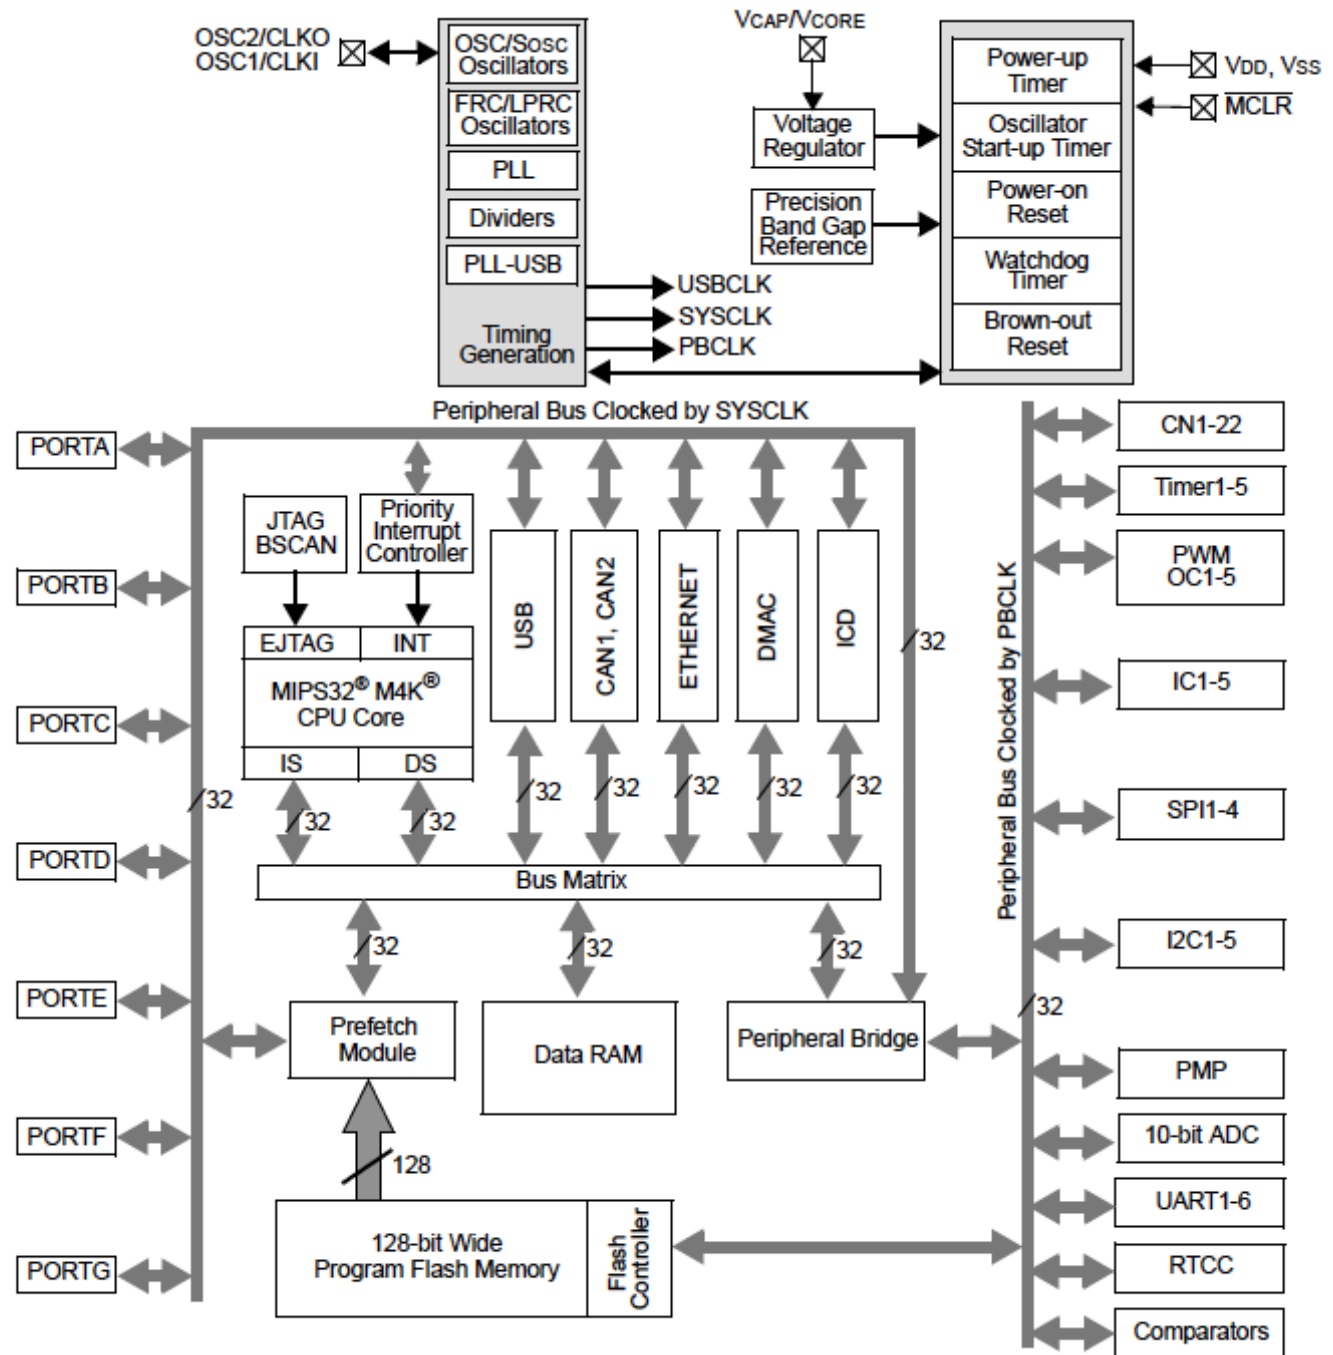 OSC2/CLKO
OSC1/CLKI
OSC/SOSC
Oscillators
FRC/LPRC
Oscillators
PLL
Dividers
PLL-USB
Timing
Generation
USBCLK
SYSCLK
PBCLK
VCAP/VCORE
Voltage
Regulator
Precision
Band Gap
Reference
Power-up
Timer
Oscillator
Start-up Timer
Power-on
Reset
Watchdog
Timer
Brown-out
Reset
VDD, VSS
MCLR
Peripheral Bus Clocked by SYSCLK
PORTA
PORTB
PORTC
PORTD
PORTE
PORTF
PORTG
32
JTAG
BSCAN
Priority
Interrupt
Controller
EJTAG
INT
MIPS32® M4K®
CPU Core
IS
DS
USB
CAN1, CAN2
ETHERNET
DMAC
ICD
32
32
32
32
32
32
32
32
Bus Matrix
32
32
32
Prefetch
Module
Data RAM
Peripheral Bridge
128
128-bit Wide
Program Flash Memory
Flash
Controller
Peripheral Bus Clocked by PBCLK
32
CN1-22
Timer1-5
PWM
OC1-5
IC1-5
SPI1-4
I2C1-5
PMP
10-bit ADC
UART1-6
RTCC
Comparators